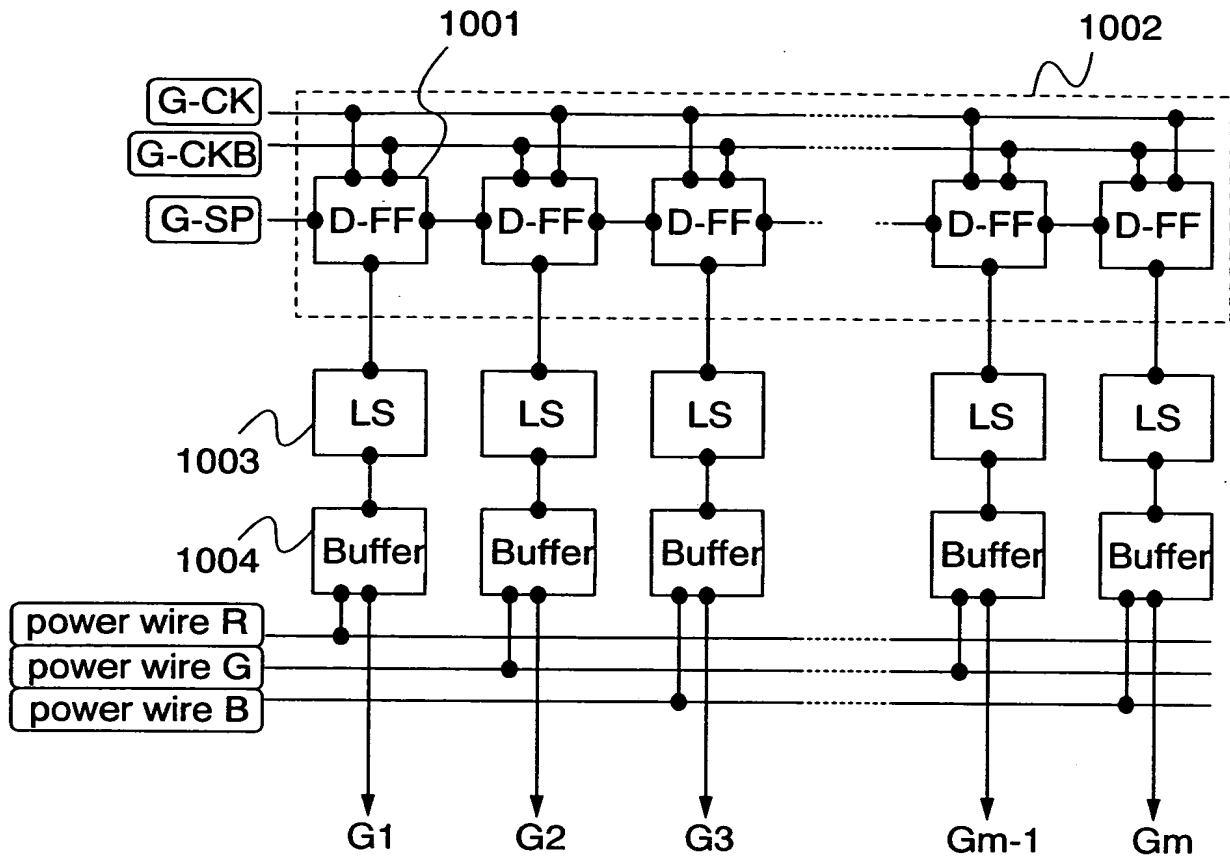 1001
1002
G-CK
G-CKB
G-SP
D-FF D-FF D-FF D-FF D-FF
LS LS LS LS LS
1003
Buffer Buffer Buffer Buffer Buffer
1004
power wire R
power wire G
power wire B
G1 G2 G3 Gm-1 Gm